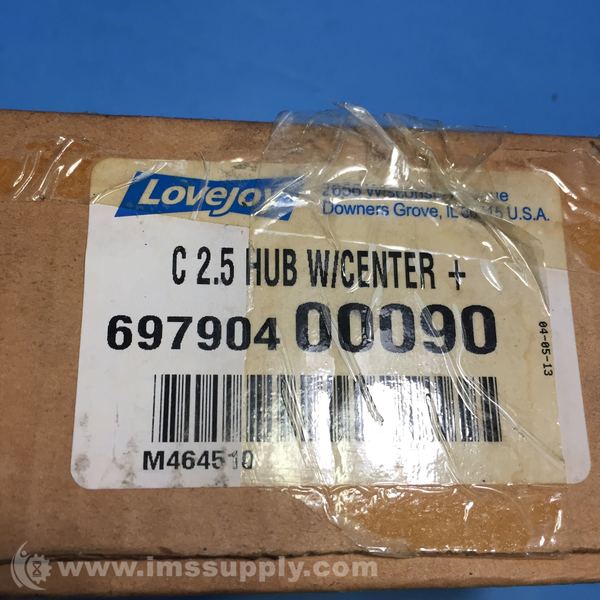 Lovejoy
Downers Grove, IL U.S.A.
C 2.5 HUB W/CENTER +
697904 00090
04-05-13
M464510
www.imssupply.com